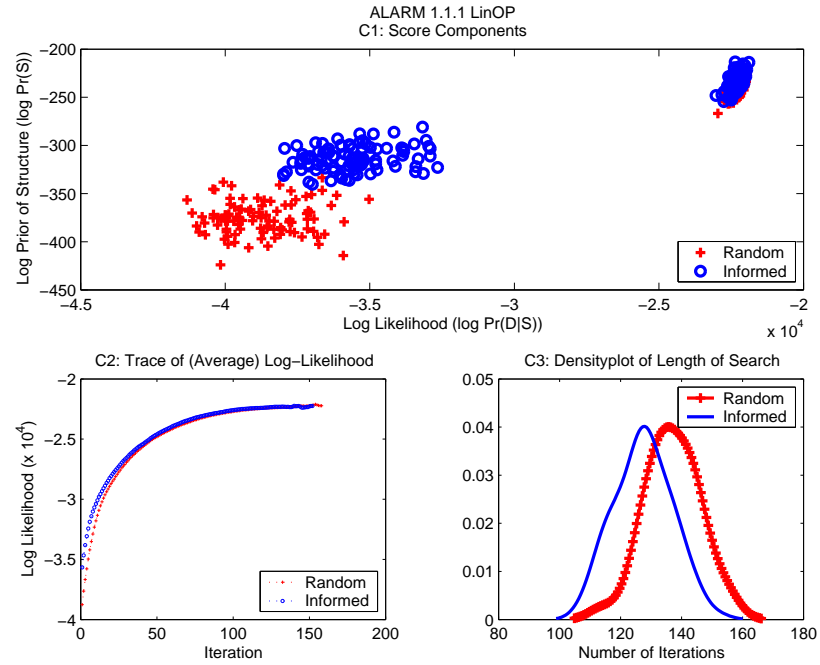 ALARM 1.1.1 LinOP
C1: Score Components
Log Prior of Structure (log Pr(S))
−200
−250
−300
−350
−400
−450
−45
−4
−3.5
−3
−2.5
−2
x 10^4
Log Likelihood (log Pr(D|S))
Random
Informed
C2: Trace of (Average) Log−Likelihood
Log Likelihood (x 10^4)
−2
−2.5
−3
−3.5
−4
0
50
100
150
200
Iteration
Random
Informed
C3: Densityplot of Length of Search
0.05
0.04
0.03
0.02
0.01
0
80
100
120
140
160
180
Number of Iterations
Random
Informed